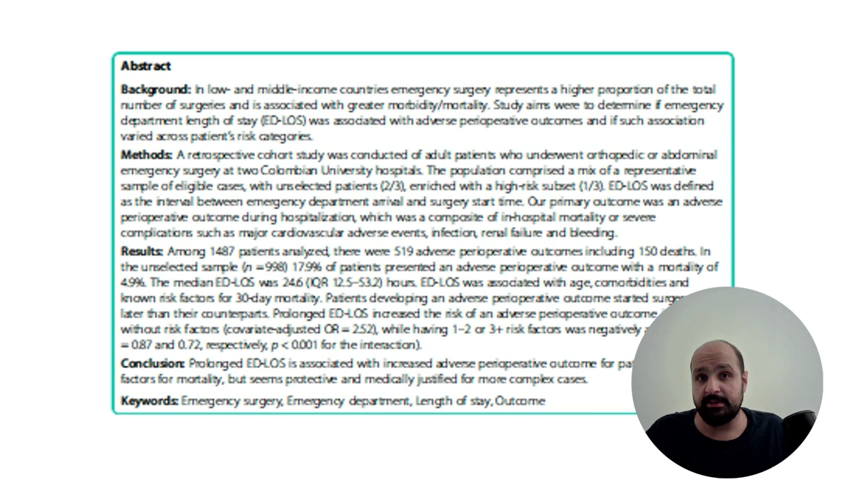 Abstract
Background: In low- and middle-income countries emergency surgery represents a higher proportion of the total
number of surgeries and is associated with greater morbidity/mortality. Study aims were to determine if emergency
department length of stay (ED-LOS) was associated with adverse perioperative outcomes and if such association
varied across patient's risk categories.
Methods: A retrospective cohort study was conducted of adult patients who underwent orthopedic or abdominal
emergency surgery at two Colombian University hospitals. The population comprised a mix of a representative
sample of eligible cases, with unselected patients (2/3), enriched with a high-risk subset (1/3). ED-LOS was defined
as the interval between emergency department arrival and surgery start time. Our primary outcome was an adverse
perioperative outcome during hospitalization, which was a composite of in-hospital mortality or severe
complications such as major cardiovascular adverse events, infection, renal failure and bleeding.
Results: Among 1487 patients analyzed, there were 519 adverse perioperative outcomes including 150 deaths. In
the unselected sample (n = 998) 17.9% of patients presented an adverse perioperative outcome with a mortality of
4.9%. The median ED-LOS was 24.6 (IQR 12.5–53.2) hours. ED-LOS was associated with age, comorbidities and
known risk factors for 30-day mortality. Patients developing an adverse perioperative outcome started
later than their counterparts. Prolonged ED-LOS increased the risk of an adverse perioperative outcome
without risk factors (covariate-adjusted OR = 2.52), while having 1–2 or 3+ risk factors was negatively
= 0.87 and 0.72, respectively, p < 0.001 for the interaction).
Conclusion: Prolonged ED-LOS is associated with increased adverse perioperative outcome for
factors for mortality, but seems protective and medically justified for more complex cases.
Keywords: Emergency surgery, Emergency department, Length of stay, Outcome